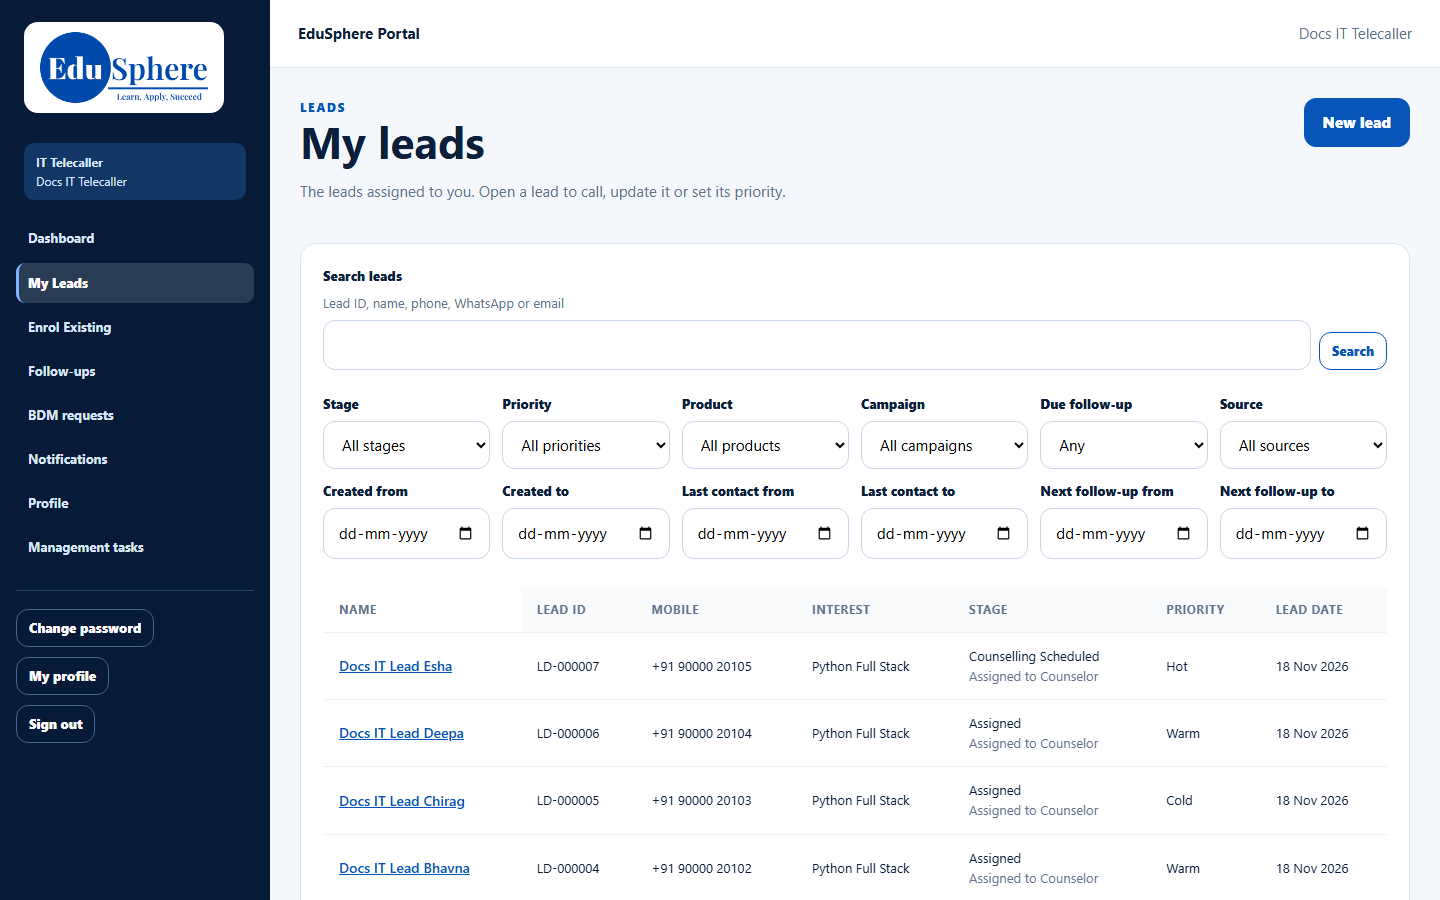 EduSphere
Learn. Apply, Succeed
IT Telecaller
Docs IT Telecaller
Dashboard
My Leads
Enrol Existing
Follow-ups
BDM requests
Notifications
Profile
Management tasks
Change password
My profile
Sign out
EduSphere Portal
Docs IT Telecaller
LEADS
My leads
New lead
The leads assigned to you. Open a lead to call, update it or set its priority.
Search leads
Lead ID, name, phone, WhatsApp or email
Search
Stage Priority Product Campaign Due follow-up Source
All stages All priorities All products All campaigns Any All sources
Created from Created to Last contact from Last contact to Next follow-up from Next follow-up to
dd-mm-yyyy dd-mm-yyyy dd-mm-yyyy dd-mm-yyyy dd-mm-yyyy dd-mm-yyyy
NAME LEAD ID MOBILE INTEREST STAGE PRIORITY LEAD DATE
Docs IT Lead Esha LD-000007 +91 90000 20105 Python Full Stack Counselling Scheduled Hot 18 Nov 2026
Assigned to Counselor
Docs IT Lead Deepa LD-000006 +91 90000 20104 Python Full Stack Assigned Warm 18 Nov 2026
Assigned to Counselor
Docs IT Lead Chirag LD-000005 +91 90000 20103 Python Full Stack Assigned Cold 18 Nov 2026
Assigned to Counselor
Docs IT Lead Bhavna LD-000004 +91 90000 20102 Python Full Stack Assigned Warm 18 Nov 2026
Assigned to Counselor